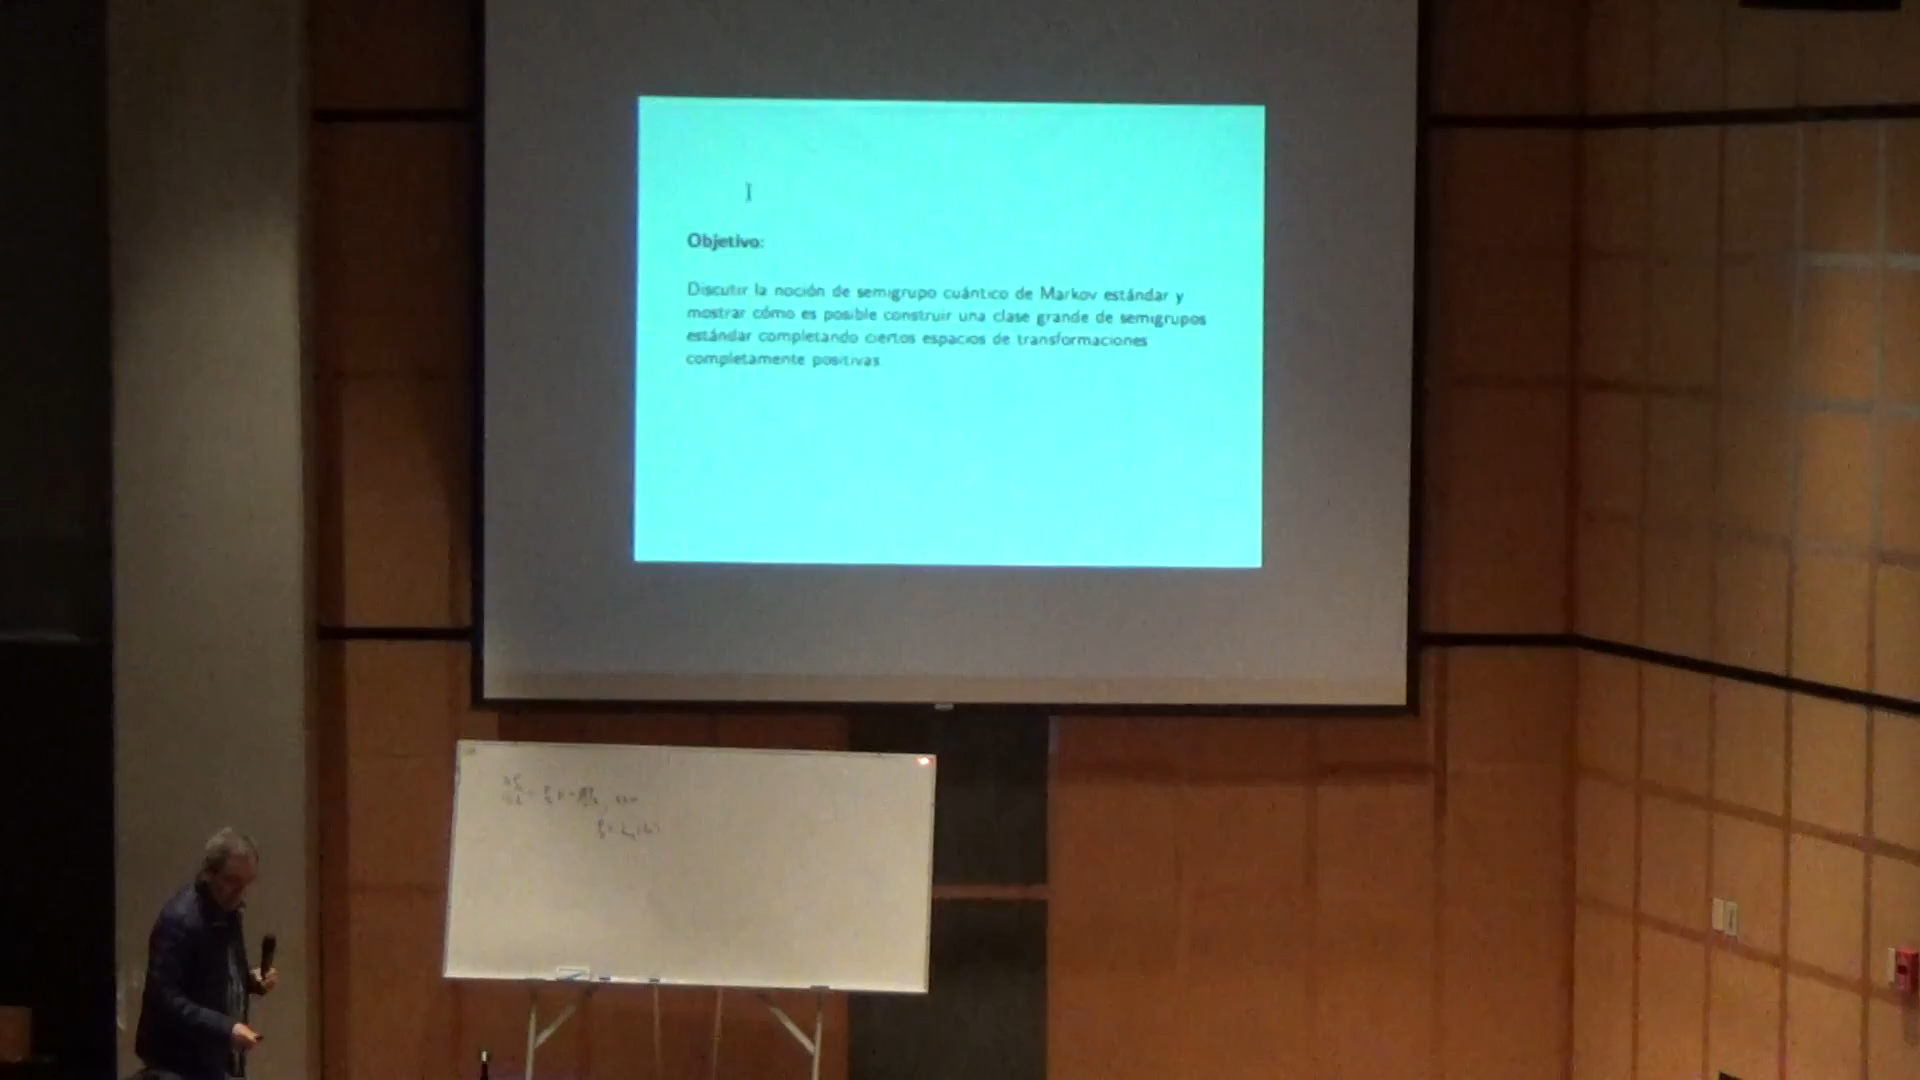 Objetivo:
Discutir la noción de semigrupo cuántico de Markov estándar y
mostrar cómo es posible construir una clase grande de semigrupos
estándar completando ciertos espacios de transformaciones
completamente positivas